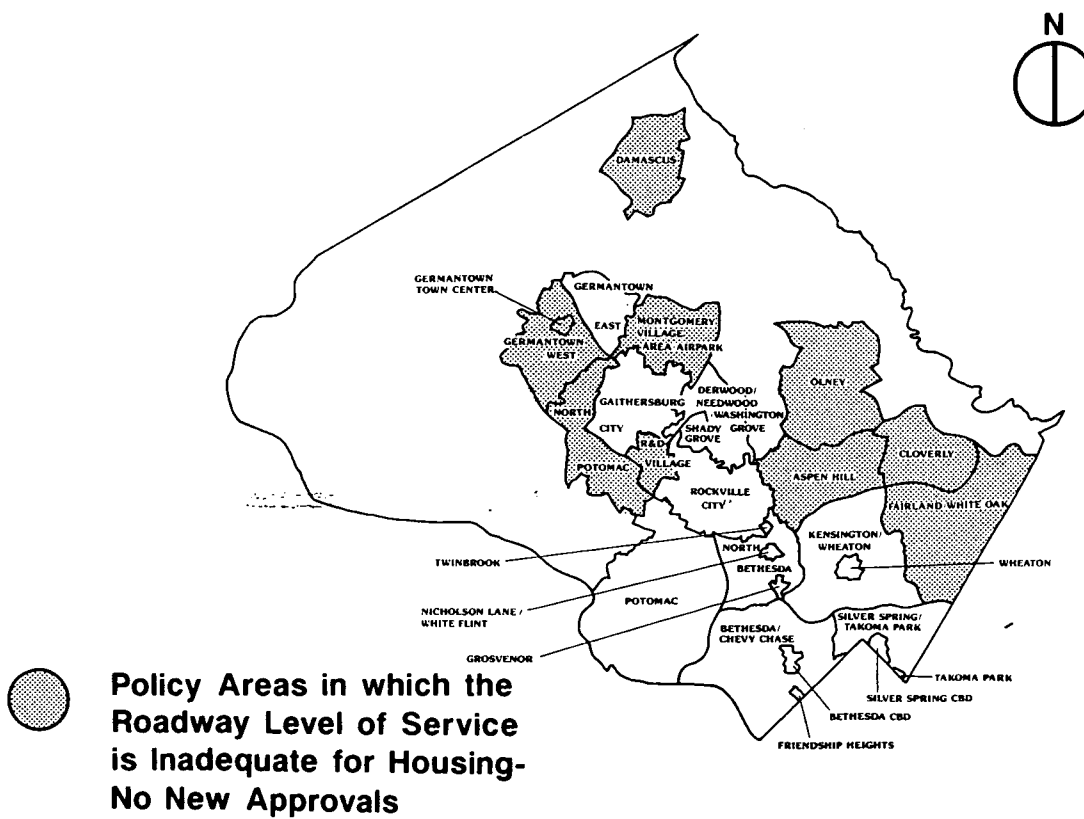 N
DAMASCUS
GERMANTOWN
TOWN CENTER
GERMANTOWN
EAST
MONTGOMERY
VILLAGE
AREA AIRPARK
GERMANTOWN
WEST
OLNEY
GAITHERSBURG
CITY
DERWOOD/
NEEDWOOD
WASHINGTON
GROVE
SHADY
GROVE
NORTH
POTOMAC
R&D
VILLAGE
CLOVERLY
ASPEN HILL
ROCKVILLE
CITY
FAIRLAND WHITE OAK
KENSINGTON/
WHEATON
WHEATON
NORTH
BETHESDA
TWINBROOK
POTOMAC
NICHOLSON LANE/
WHITE FLINT
SILVER SPRING/
TAKOMA PARK
BETHESDA/
CHEVY CHASE
GROSVENOR
TAKOMA PARK
SILVER SPRING CBD
BETHESDA CBD
FRIENDSHIP HEIGHTS
Policy Areas in which the
Roadway Level of Service
is Inadequate for Housing-
No New Approvals